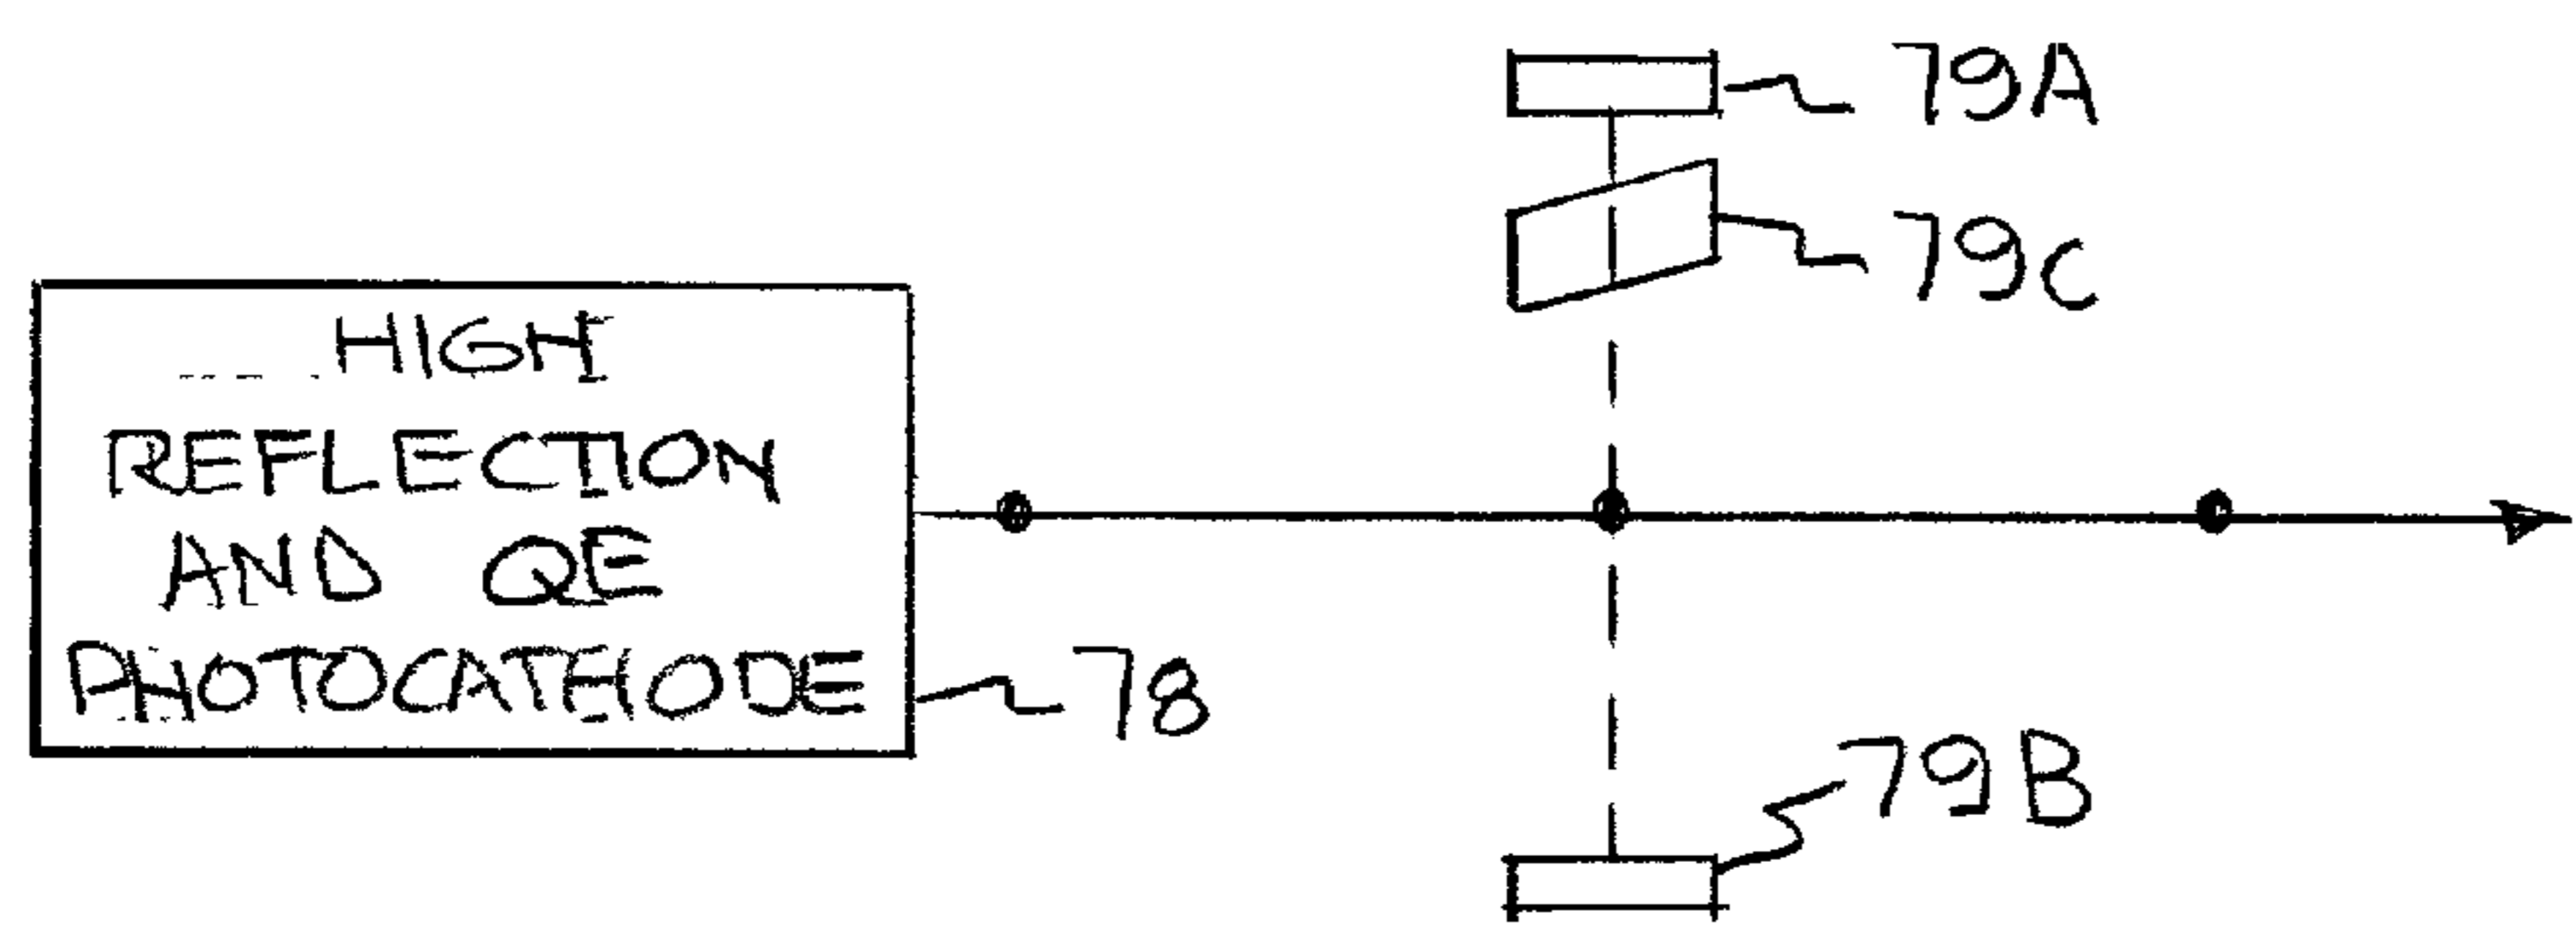 HIGH
REFLECTION
AND QE
PHOTOCATHODE
78
79A
79C
79B